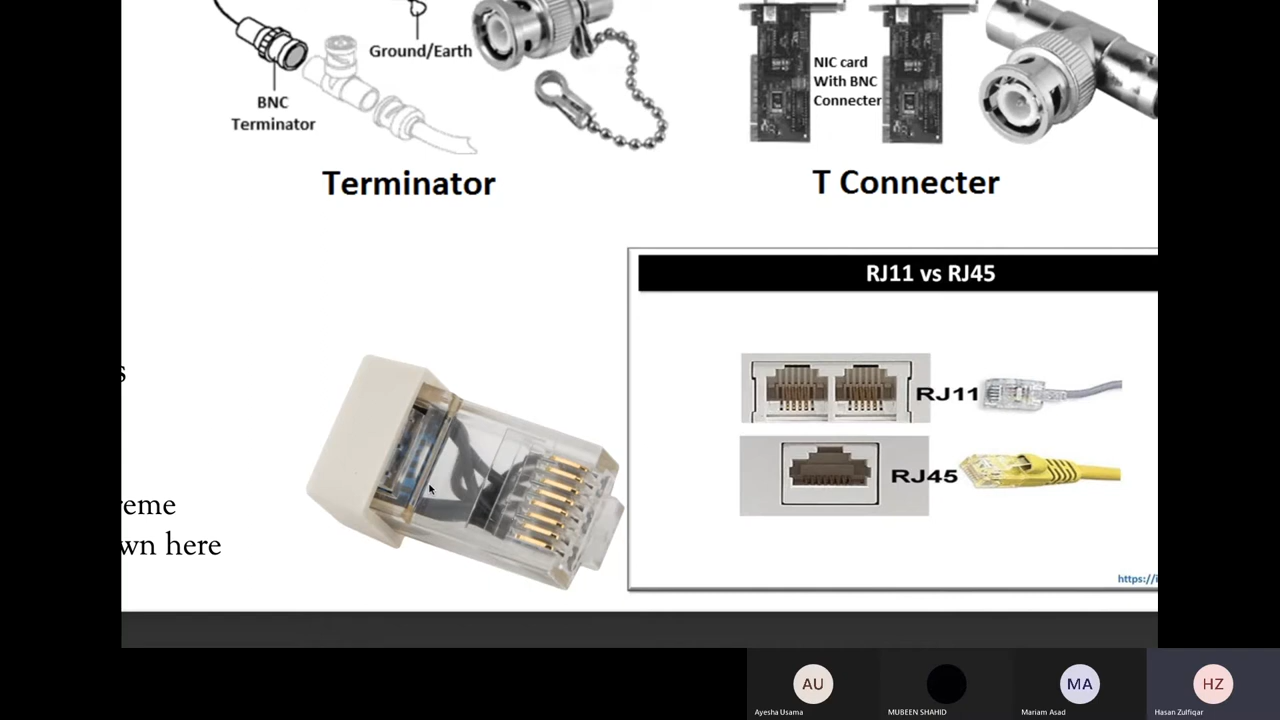 Ground/Earth
BNC
Terminator
NIC card
With BNC
Connecter
Terminator
T Connecter
RJ11 vs RJ45
RJ11
RJ45
s
reme
wn here
https://i
AU
MA
HZ
Ayesha Usama
MUBEEN SHAHID
Mariam Asad
Hasan Zulfiqar